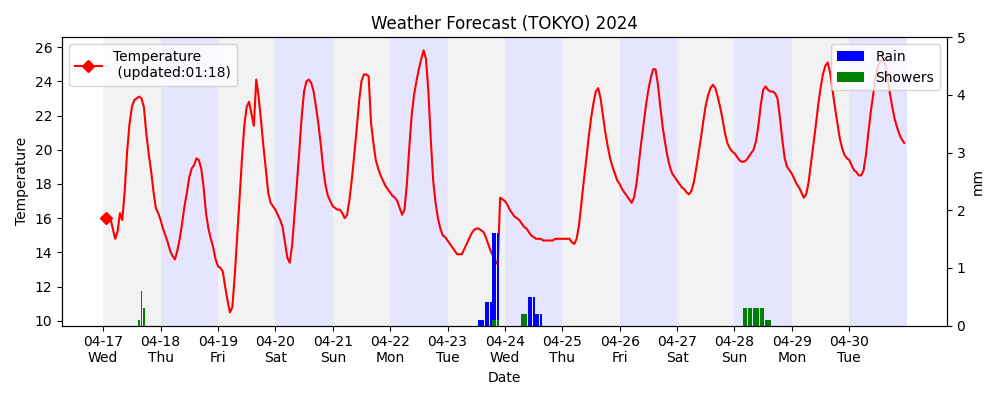 Weather Forecast (TOKYO) 2024
Temperature
(updated:01:18)
Rain
Showers
Temperature
26
24
22
20
18
16
14
12
10
mm
5
4
3
2
1
0
04-17 04-18 04-19 04-20 04-21 04-22 04-23 04-24 04-25 04-26 04-27 04-28 04-29 04-30
Wed Thu Fri Sat Sun Mon Tue Wed Thu Fri Sat Sun Mon Tue
Date